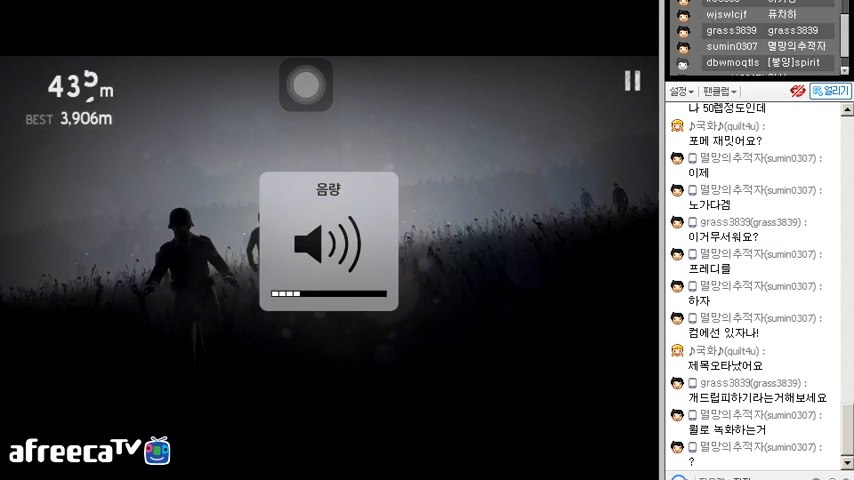 435 m
BEST 3,906m
음량
afreecaTV
wjswlcjf 퓨차하
grass3839 grass3839
sumin0307 멸망의추적자
dbwmoqtls [뿧양]spirit
설정 팬클럽 열리기
나 50렙정도인데
♪국화♪(quilt4u) :
포메 재밋어요?
멸망의추적자(sumin0307) :
이제
멸망의추적자(sumin0307) :
노가다겜
grass3839(grass3839) :
이거무서워요?
멸망의추적자(sumin0307) :
프레디를
멸망의추적자(sumin0307) :
하자
멸망의추적자(sumin0307) :
컴에선 있자나!
♪국화♪(quilt4u) :
제목오타났어요
grass3839(grass3839) :
개드립피하기라는거해보세요
멸망의추적자(sumin0307) :
뭘로 녹화하는거
멸망의추적자(sumin0307) :
?